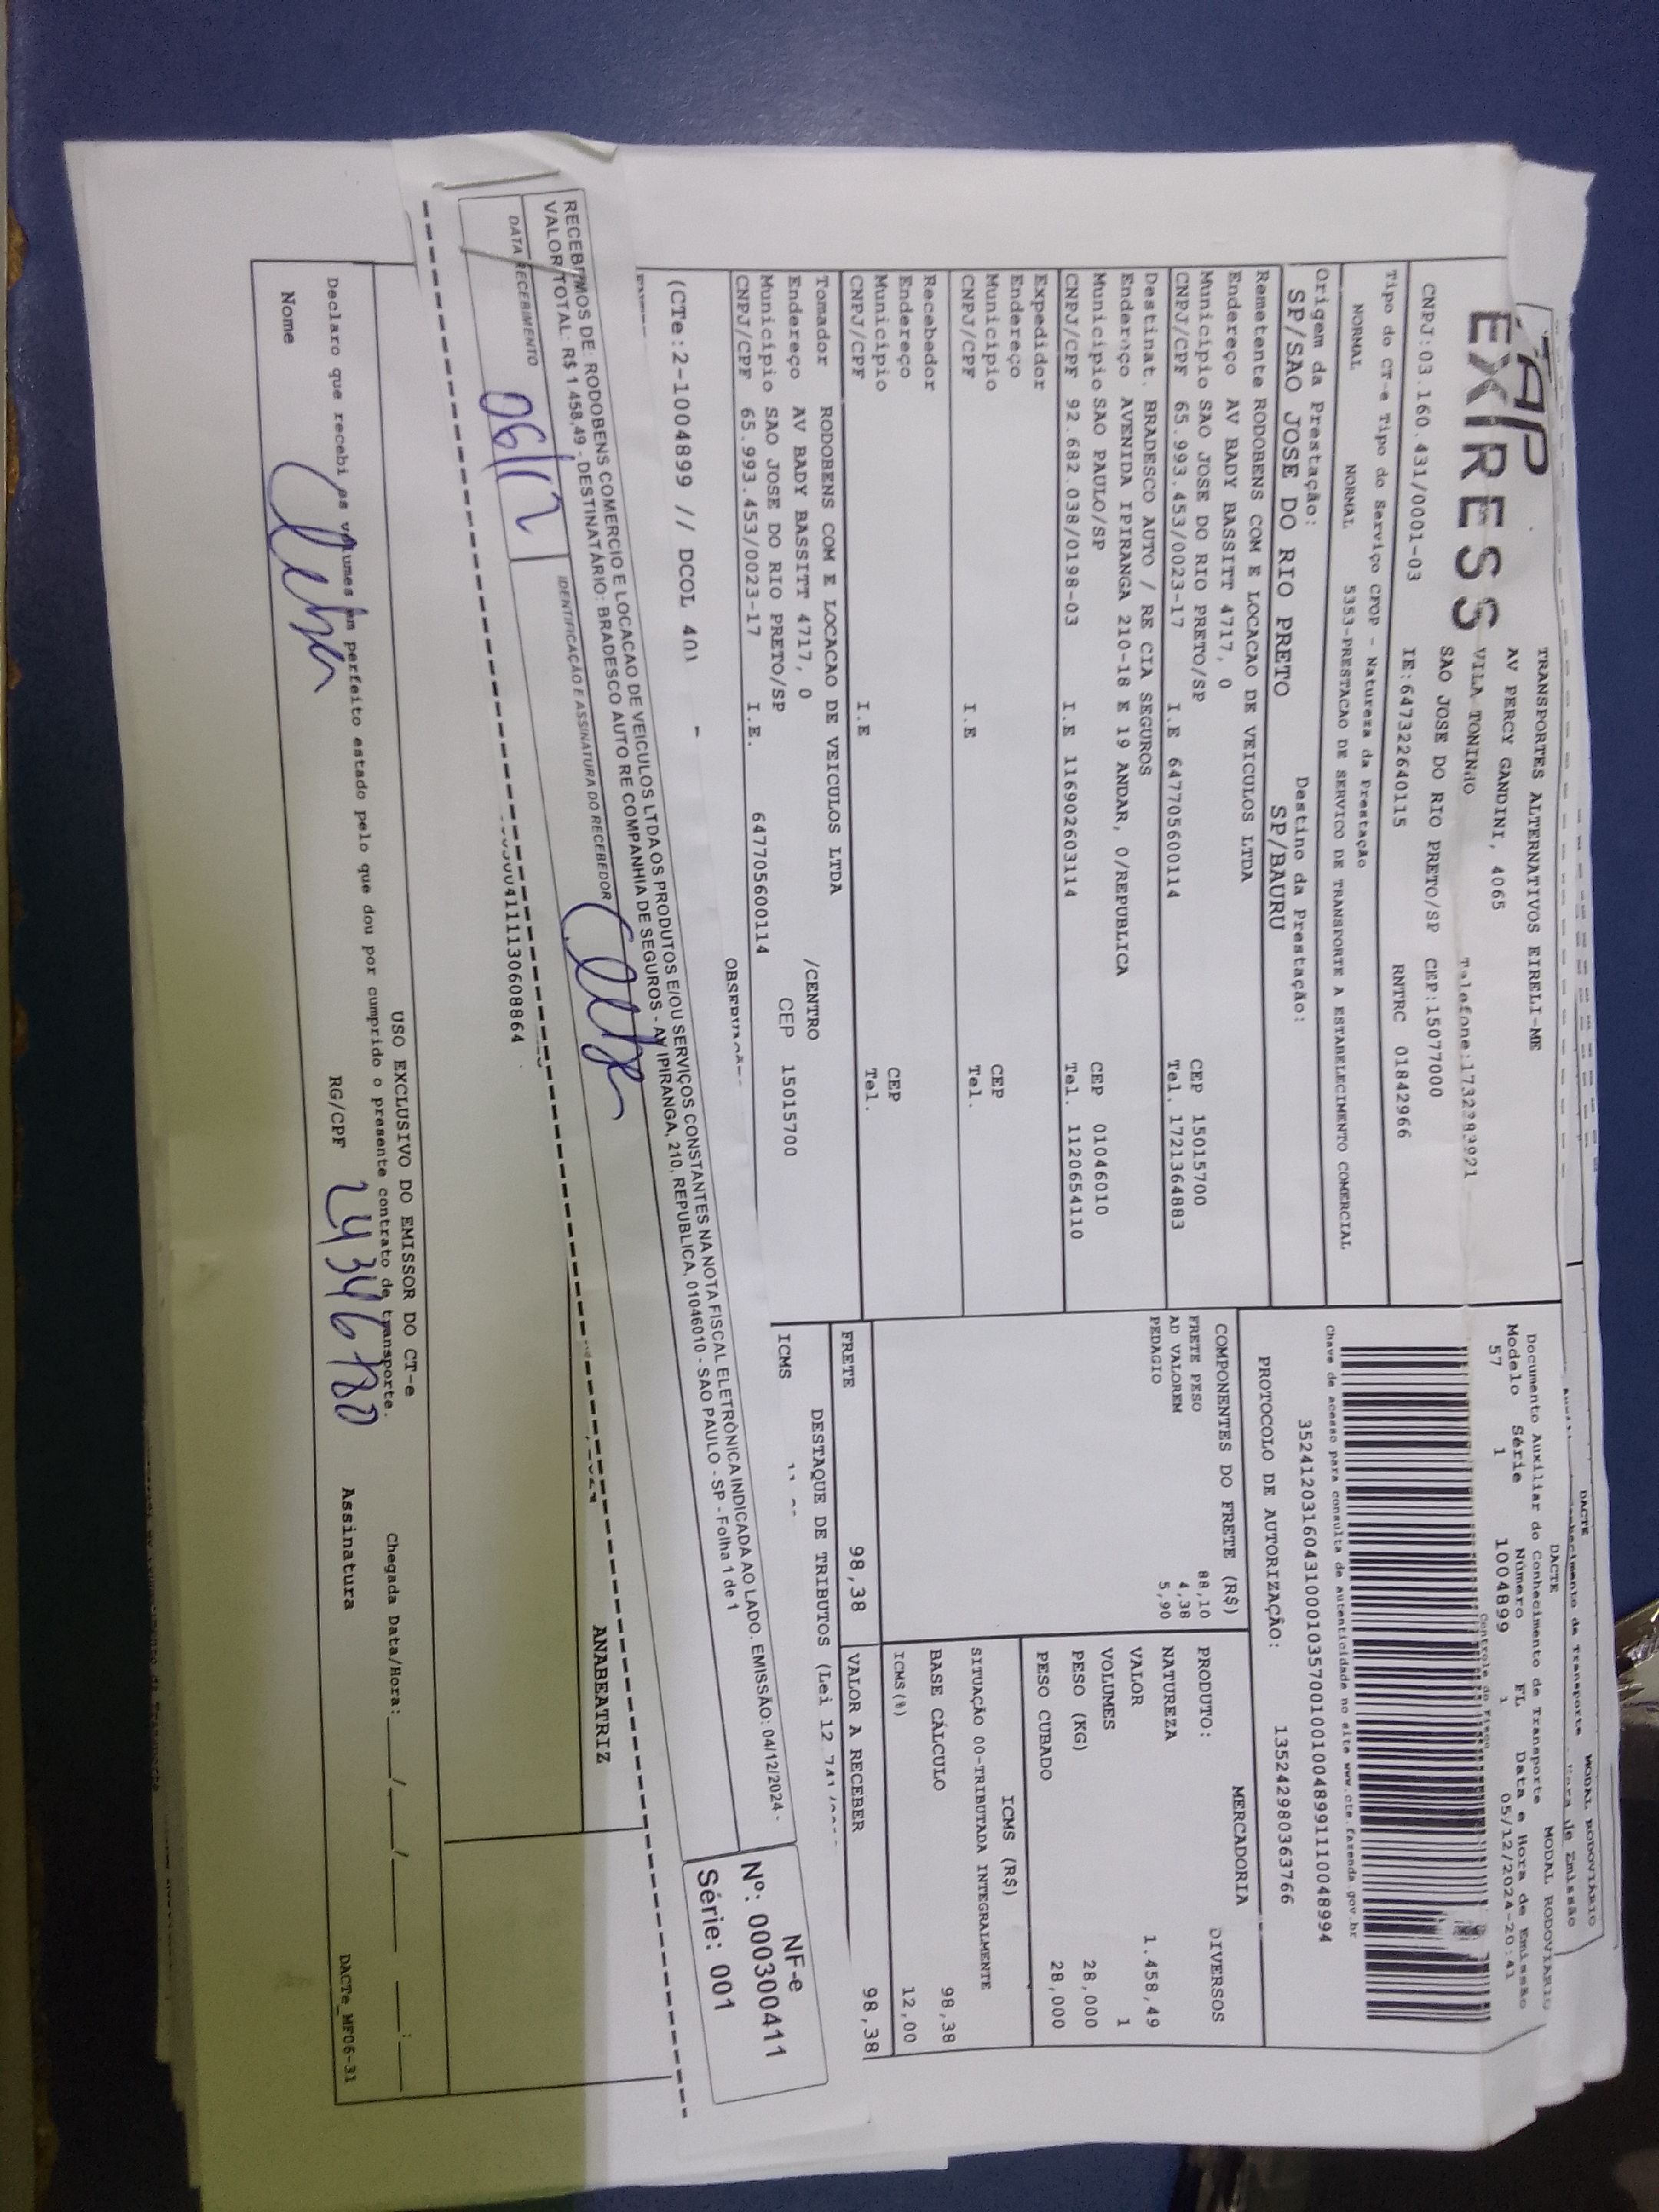 TAP
EXPRESS
TRANSPORTES ALTERNATIVOS EIRELI-ME
AV PERCY GANDINI, 4065
VILA TONINHO
SAO JOSE DO RIO PRETO/SP CEP:15077000
CNPJ:03.160.431/0001-03 IE:647322640115 RNTRC 01842966
DACTE MODAL RODOVIÁRIO
DACTE MODAL RODOVIÁRIO
Documento Auxiliar do Conhecimento de Transporte
Modelo Série Número FL Data e Hora de Emissão
57 1 1004899 1 05/12/2024-20:41
Controle do Fisco
Chave de acesso para consulta de autenticidade no site www.cte.fazenda.gov.br
35241203160431000103570010010048991110048994
PROTOCOLO DE AUTORIZAÇÃO: 135242980363766
Tipo do CT-e Tipo do Serviço CFOP - Natureza da Prestação
NORMAL NORMAL 5353-PRESTACAO DE SERVICO DE TRANSPORTE A ESTABELECIMENTO COMERCIAL
Origem da Prestação: Destino da Prestação:
SP/SAO JOSE DO RIO PRETO SP/BAURU
Remetente RODOBENS COM E LOCACAO DE VEICULOS LTDA
Endereço AV BADY BASSITT 4717, 0
Município SAO JOSE DO RIO PRETO/SP CEP 15015700
CNPJ/CPF 65.993.453/0023-17 I.E 647705600114 Tel. 1721364883
Destinat. BRADESCO AUTO / RE CIA SEGUROS
Endereço AVENIDA IPIRANGA 210-18 E 19 ANDAR, 0/REPUBLICA
Município SAO PAULO/SP CEP 01046010
CNPJ/CPF 92.682.038/0198-03 I.E 116902603114 Tel. 1120654110
Expedidor
Endereço
Município CEP
CNPJ/CPF I.E Tel.
Recebedor
Endereço
Município CEP
CNPJ/CPF I.E Tel.
Tomador RODOBENS COM E LOCACAO DE VEICULOS LTDA
Endereço AV BADY BASSITT 4717, 0 /CENTRO
Município SAO JOSE DO RIO PRETO/SP CEP 15015700
CNPJ/CPF 65.993.453/0023-17 I.E. 647705600114
COMPONENTES DO FRETE (R$)
FRETE PESO 88,10
AD VALOREM 4,38
PEDAGIO 5,90
MERCADORIA
PRODUTO: DIVERSOS
NATUREZA
VALOR 1.458,49
VOLUMES 1
PESO (KG) 28,000
PESO CUBADO 28,000
ICMS (R$)
SITUAÇÃO 00-TRIBUTADA INTEGRALMENTE
BASE CÁLCULO 98,38
ICMS(%) 12,00
FRETE 98,38 VALOR A RECEBER 98,38
DESTAQUE DE TRIBUTOS (Lei 12.741
ICMS
(CTe:2-1004899 // DCOL 401 -
RECEBEMOS DE: RODOBENS COMERCIO E LOCACAO DE VEICULOS LTDA OS PRODUTOS E/OU SERVIÇOS CONSTANTES NA NOTA FISCAL ELETRÔNICA INDICADA AO LADO. EMISSÃO: 04/12/2024 -
VALOR TOTAL: R$ 1458,49 - DESTINATÁRIO: BRADESCO AUTO RE COMPANHIA DE SEGUROS - AV IPIRANGA, 210, REPUBLICA, 01046010 - SAO PAULO - SP - Folha 1 de 1
DATA RECEBIMENTO
06/12
IDENTIFICAÇÃO E ASSINATURA DO RECEBEDOR
NF-e
Nº: 000300411
Série: 001
ANABEATRIZ
USO EXCLUSIVO DO EMISSOR DO CT-e
Declaro que recebi os volumes em perfeito estado pelo que dou por cumprido o presente contrato de transporte.
Chegada Data/Hora:___/___/_____ ___:___
Nome RG/CPF Assinatura
DACTe_MF06-31